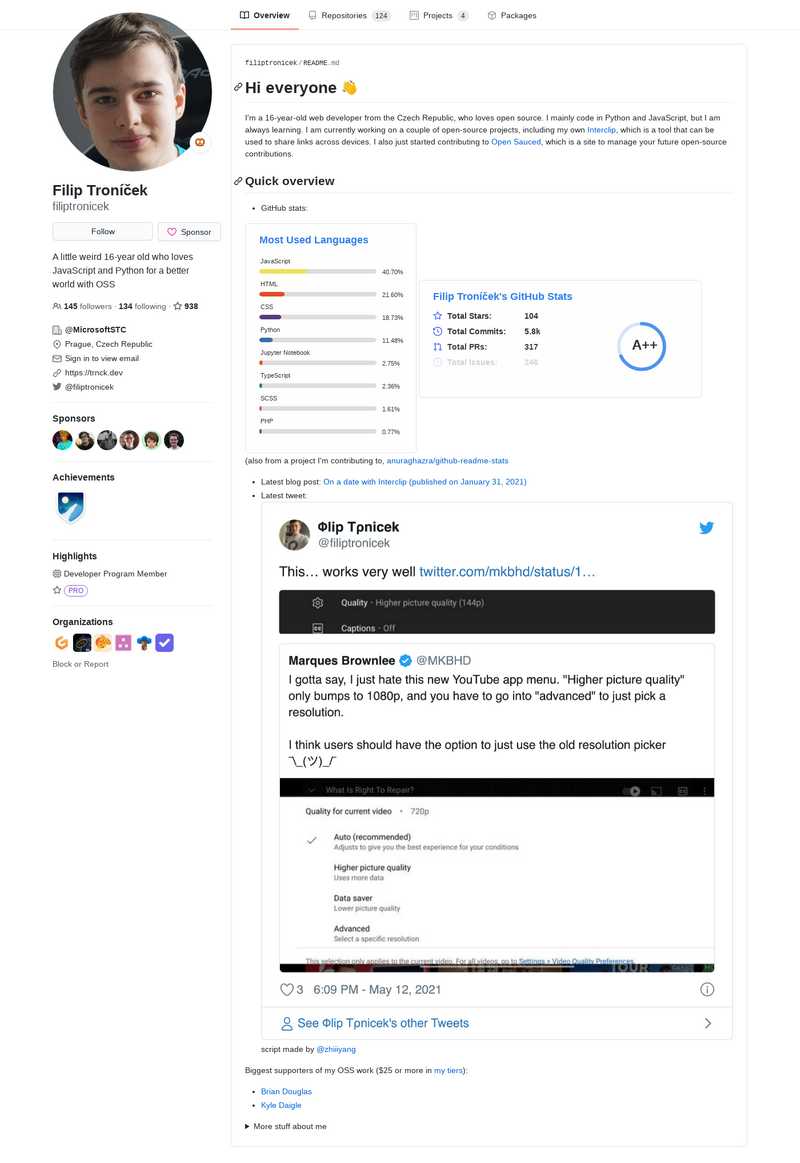 Overview
Repositories 124
Projects 4
Packages
Filip Troníček
filiptronicek
Follow
Sponsor
A little weird 16-year old who loves
JavaScript and Python for a better
world with OSS
145 followers · 134 following · 938
@MicrosoftSTC
Prague, Czech Republic
Sign in to view email
https://trnck.dev
@filiptronicek
Sponsors
Achievements
Highlights
Developer Program Member
PRO
Organizations
Block or Report
filiptronicek/README.md
Hi everyone 👋
I'm a 16-year-old web developer from the Czech Republic, who loves open source. I mainly code in Python and JavaScript, but I am
always learning. I am currently working on a couple of open-source projects, including my own Interclip, which is a tool that can be
used to share links across devices. I also just started contributing to Open Sauced, which is a site to manage your future open-source
contributions.
Quick overview
• GitHub stats:
Most Used Languages
JavaScript
40.70%
HTML
21.60%
CSS
18.73%
Python
11.48%
Jupyter Notebook
2.75%
TypeScript
2.36%
SCSS
1.61%
PHP
0.77%
Filip Troníček's GitHub Stats
Total Stars: 104
Total Commits: 5.8k
Total PRs: 317
Total Issues: 246
A++
(also from a project I'm contributing to, anuraghazra/github-readme-stats
• Latest blog post: On a date with Interclip (published on January 31, 2021)
• Latest tweet:
Φlip Tρnicek
@filiptronicek
This… works very well twitter.com/mkbhd/status/1…
Quality · Higher picture quality (144p)
CC Captions · Off
Marques Brownlee @MKBHD
I gotta say, I just hate this new YouTube app menu. "Higher picture quality"
only bumps to 1080p, and you have to go into "advanced" to just pick a
resolution.
I think users should have the option to just use the old resolution picker
¯\_(ツ)_/¯
What Is Right To Repair?
Quality for current video • 720p
Auto (recommended)
Adjusts to give you the best experience for your conditions
Higher picture quality
Uses more data
Data saver
Lower picture quality
Advanced
Select a specific resolution
This selection only applies to the current video. For all videos, go to Settings > Video Quality Preferences.
TOUR
3 6:09 PM - May 12, 2021
See Φlip Tρnicek's other Tweets
script made by @zhiiiyang
Biggest supporters of my OSS work ($25 or more in my tiers):
• Brian Douglas
• Kyle Daigle
More stuff about me